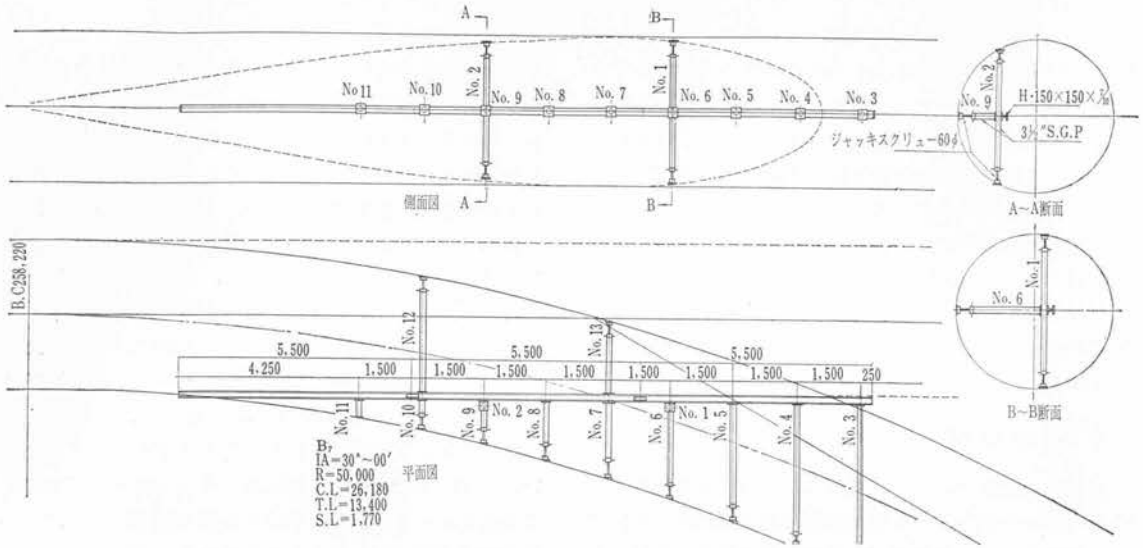 A
B
No. 2
No. 1
No 11
No. 10
No. 9
No. 8
No. 7
No. 6
No. 5
No. 4
No. 3
側面図
A
B
No. 2
No. 9
H-150×150×7/10
3½"S.G.P
ジャッキスクリュー60φ
A～A断面
No. 1
No. 6
B～B断面
B.C258,220
No. 12
No. 13
5,500
5,500
5,500
4,250
1,500
1,500
1,500
1,500
1,500
1,500
1,500
1,500
250
No. 11
No. 10
No. 9
No. 2
No. 8
No. 7
No. 6
No. 1
No. 5
No. 4
No. 3
B₇
IA=30°～00′
R=50,000
C.L=26,180
T.L=13,400
S.L=1,770
平面図